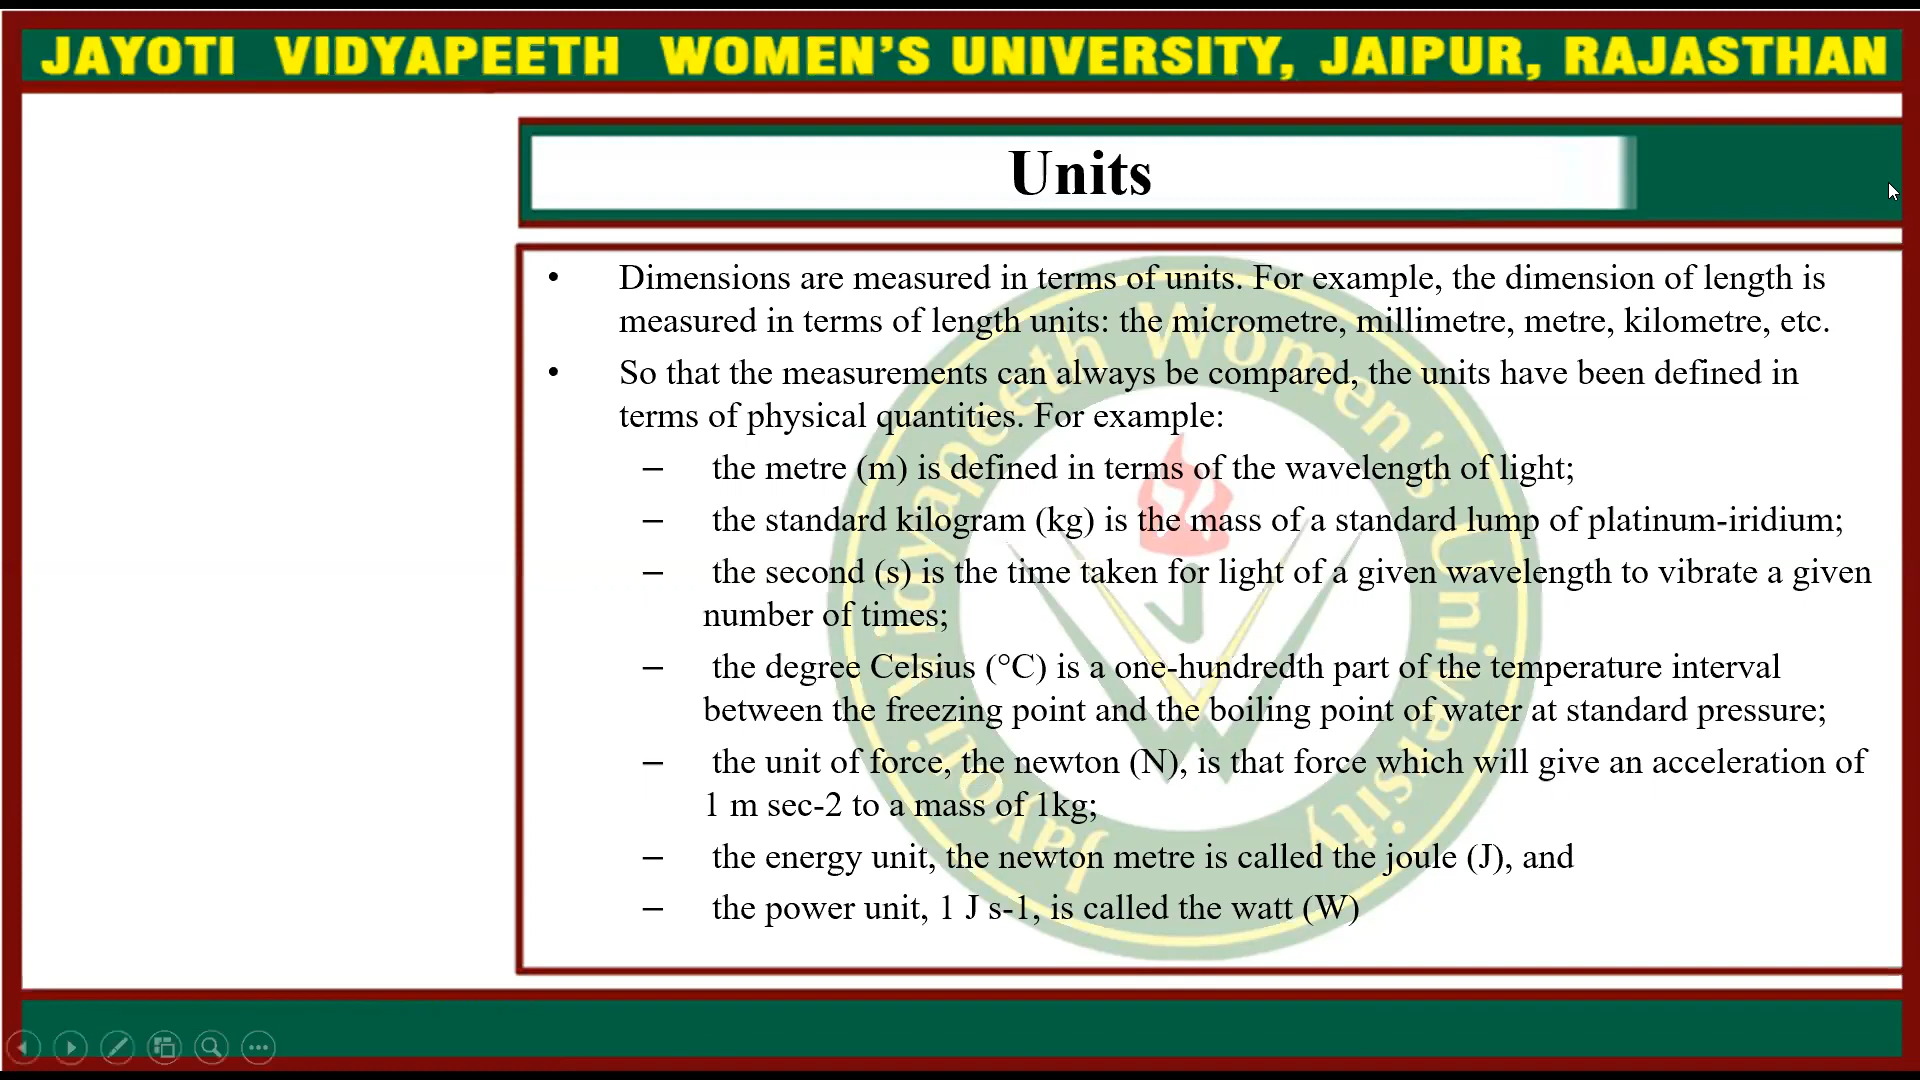 JAYOTI VIDYAPEETH WOMEN'S UNIVERSITY, JAIPUR, RAJASTHAN
Units
• Dimensions are measured in terms of units. For example, the dimension of length is
measured in terms of length units: the micrometre, millimetre, metre, kilometre, etc.
• So that the measurements can always be compared, the units have been defined in
terms of physical quantities. For example:
– the metre (m) is defined in terms of the wavelength of light;
– the standard kilogram (kg) is the mass of a standard lump of platinum-iridium;
– the second (s) is the time taken for light of a given wavelength to vibrate a given
number of times;
– the degree Celsius (°C) is a one-hundredth part of the temperature interval
between the freezing point and the boiling point of water at standard pressure;
– the unit of force, the newton (N), is that force which will give an acceleration of
1 m sec-2 to a mass of 1kg;
– the energy unit, the newton metre is called the joule (J), and
– the power unit, 1 J s-1, is called the watt (W)
Jayoti Vidyapeeth Women's University